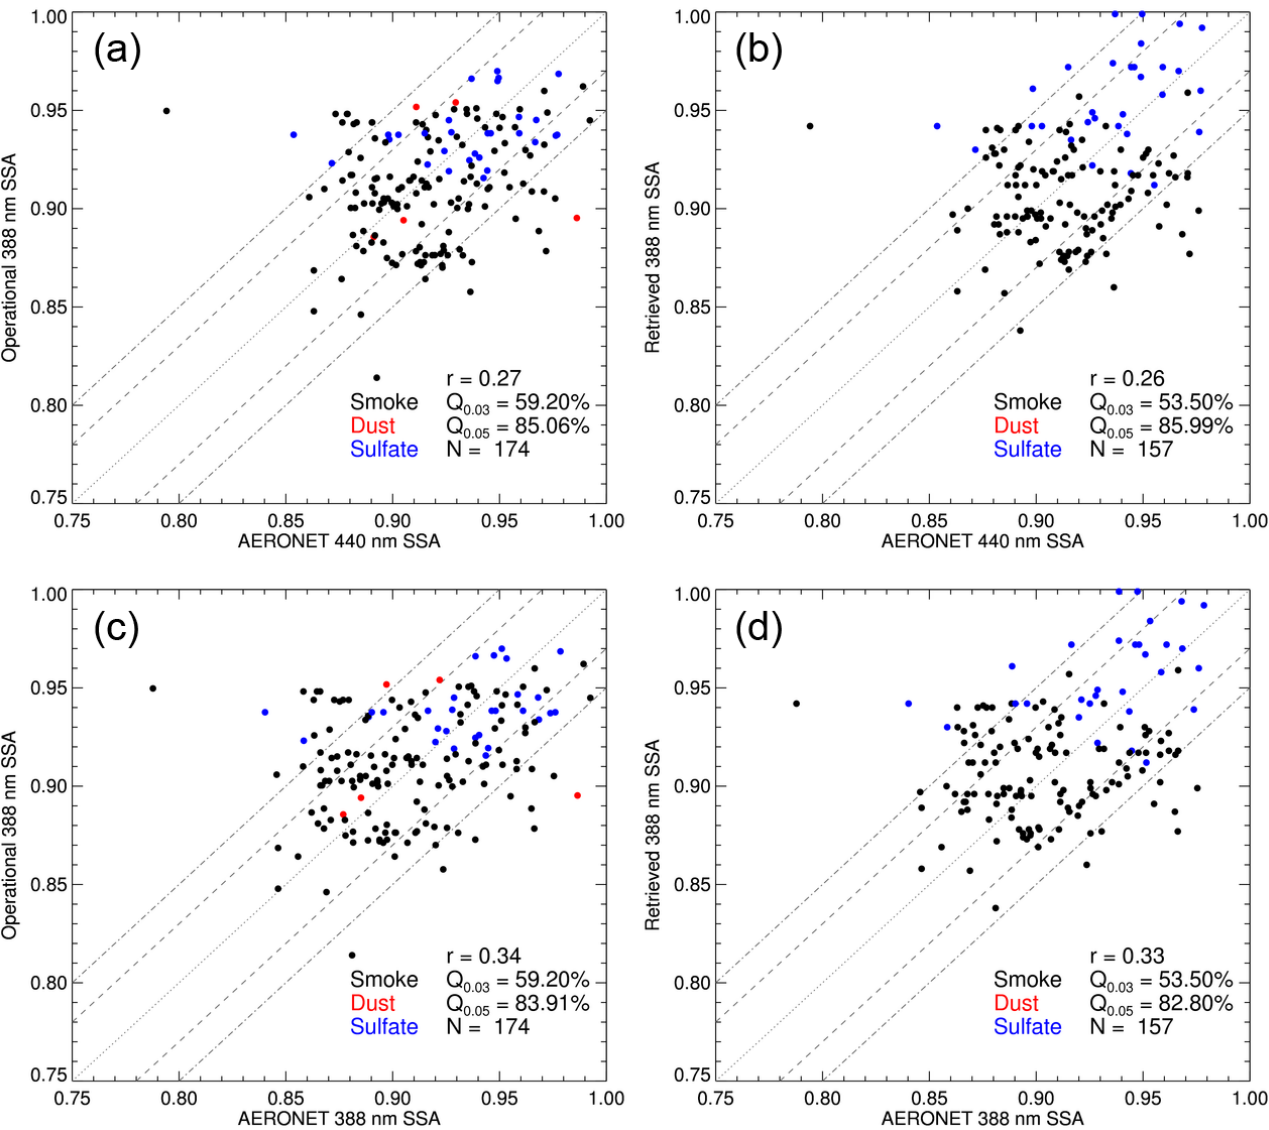 (a)
1.00
0.95
0.90
0.85
0.80
0.75
Operational 388 nm SSA
r = 0.27
Smoke Q0.03 = 59.20%
Dust Q0.05 = 85.06%
Sulfate N = 174
0.75 0.80 0.85 0.90 0.95 1.00
AERONET 440 nm SSA
(b)
1.00
0.95
0.90
0.85
0.80
0.75
Retrieved 388 nm SSA
r = 0.26
Smoke Q0.03 = 53.50%
Dust Q0.05 = 85.99%
Sulfate N = 157
0.75 0.80 0.85 0.90 0.95 1.00
AERONET 440 nm SSA
(c)
1.00
0.95
0.90
0.85
0.80
0.75
Operational 388 nm SSA
r = 0.34
Smoke Q0.03 = 59.20%
Dust Q0.05 = 83.91%
Sulfate N = 174
0.75 0.80 0.85 0.90 0.95 1.00
AERONET 388 nm SSA
(d)
1.00
0.95
0.90
0.85
0.80
0.75
Retrieved 388 nm SSA
r = 0.33
Smoke Q0.03 = 53.50%
Dust Q0.05 = 82.80%
Sulfate N = 157
0.75 0.80 0.85 0.90 0.95 1.00
AERONET 388 nm SSA